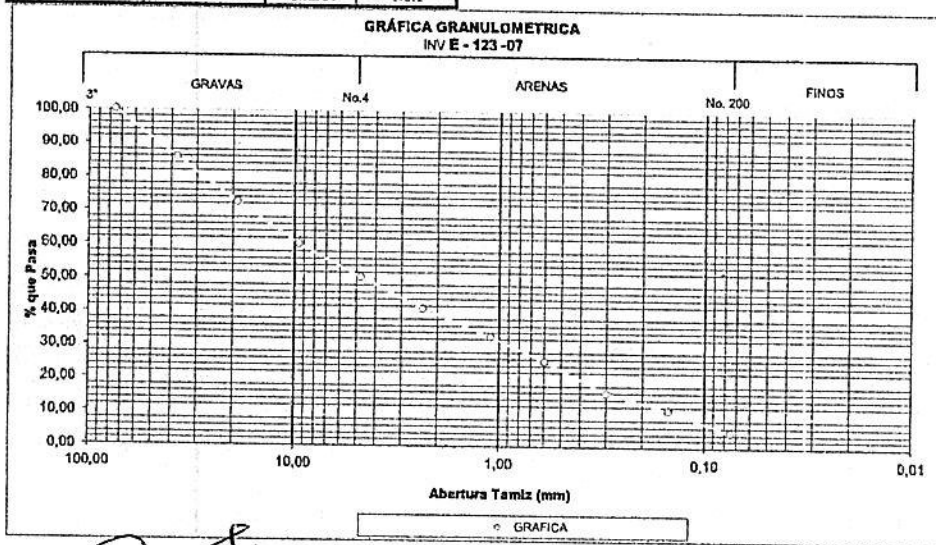 GRÁFICA GRANULOMETRICA
INV E - 123 -07
GRAVAS ARENAS FINOS
3" No.4 No. 200
100,00
90,00
80,00
70,00
60,00
50,00
40,00
30,00
20,00
10,00
0,00
% que Pasa
100,00 10,00 1,00 0,10 0,01
Abertura Tamiz (mm)
GRAFICA